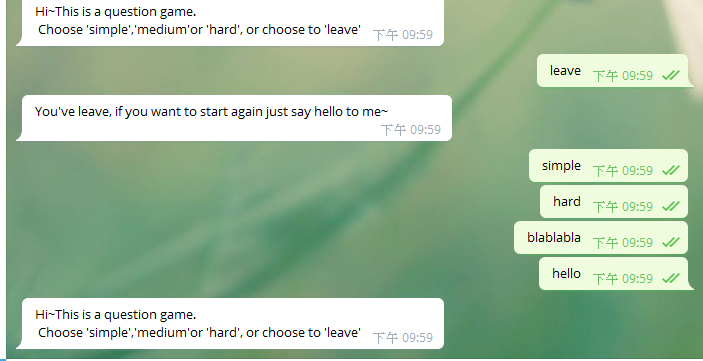 Hi~This is a question game.
Choose 'simple','medium'or 'hard', or choose to 'leave' 下午 09:59
leave 下午 09:59
You've leave, if you want to start again just say hello to me~
下午 09:59
simple 下午 09:59
hard 下午 09:59
blablabla 下午 09:59
hello 下午 09:59
Hi~This is a question game.
Choose 'simple','medium'or 'hard', or choose to 'leave' 下午 09:59